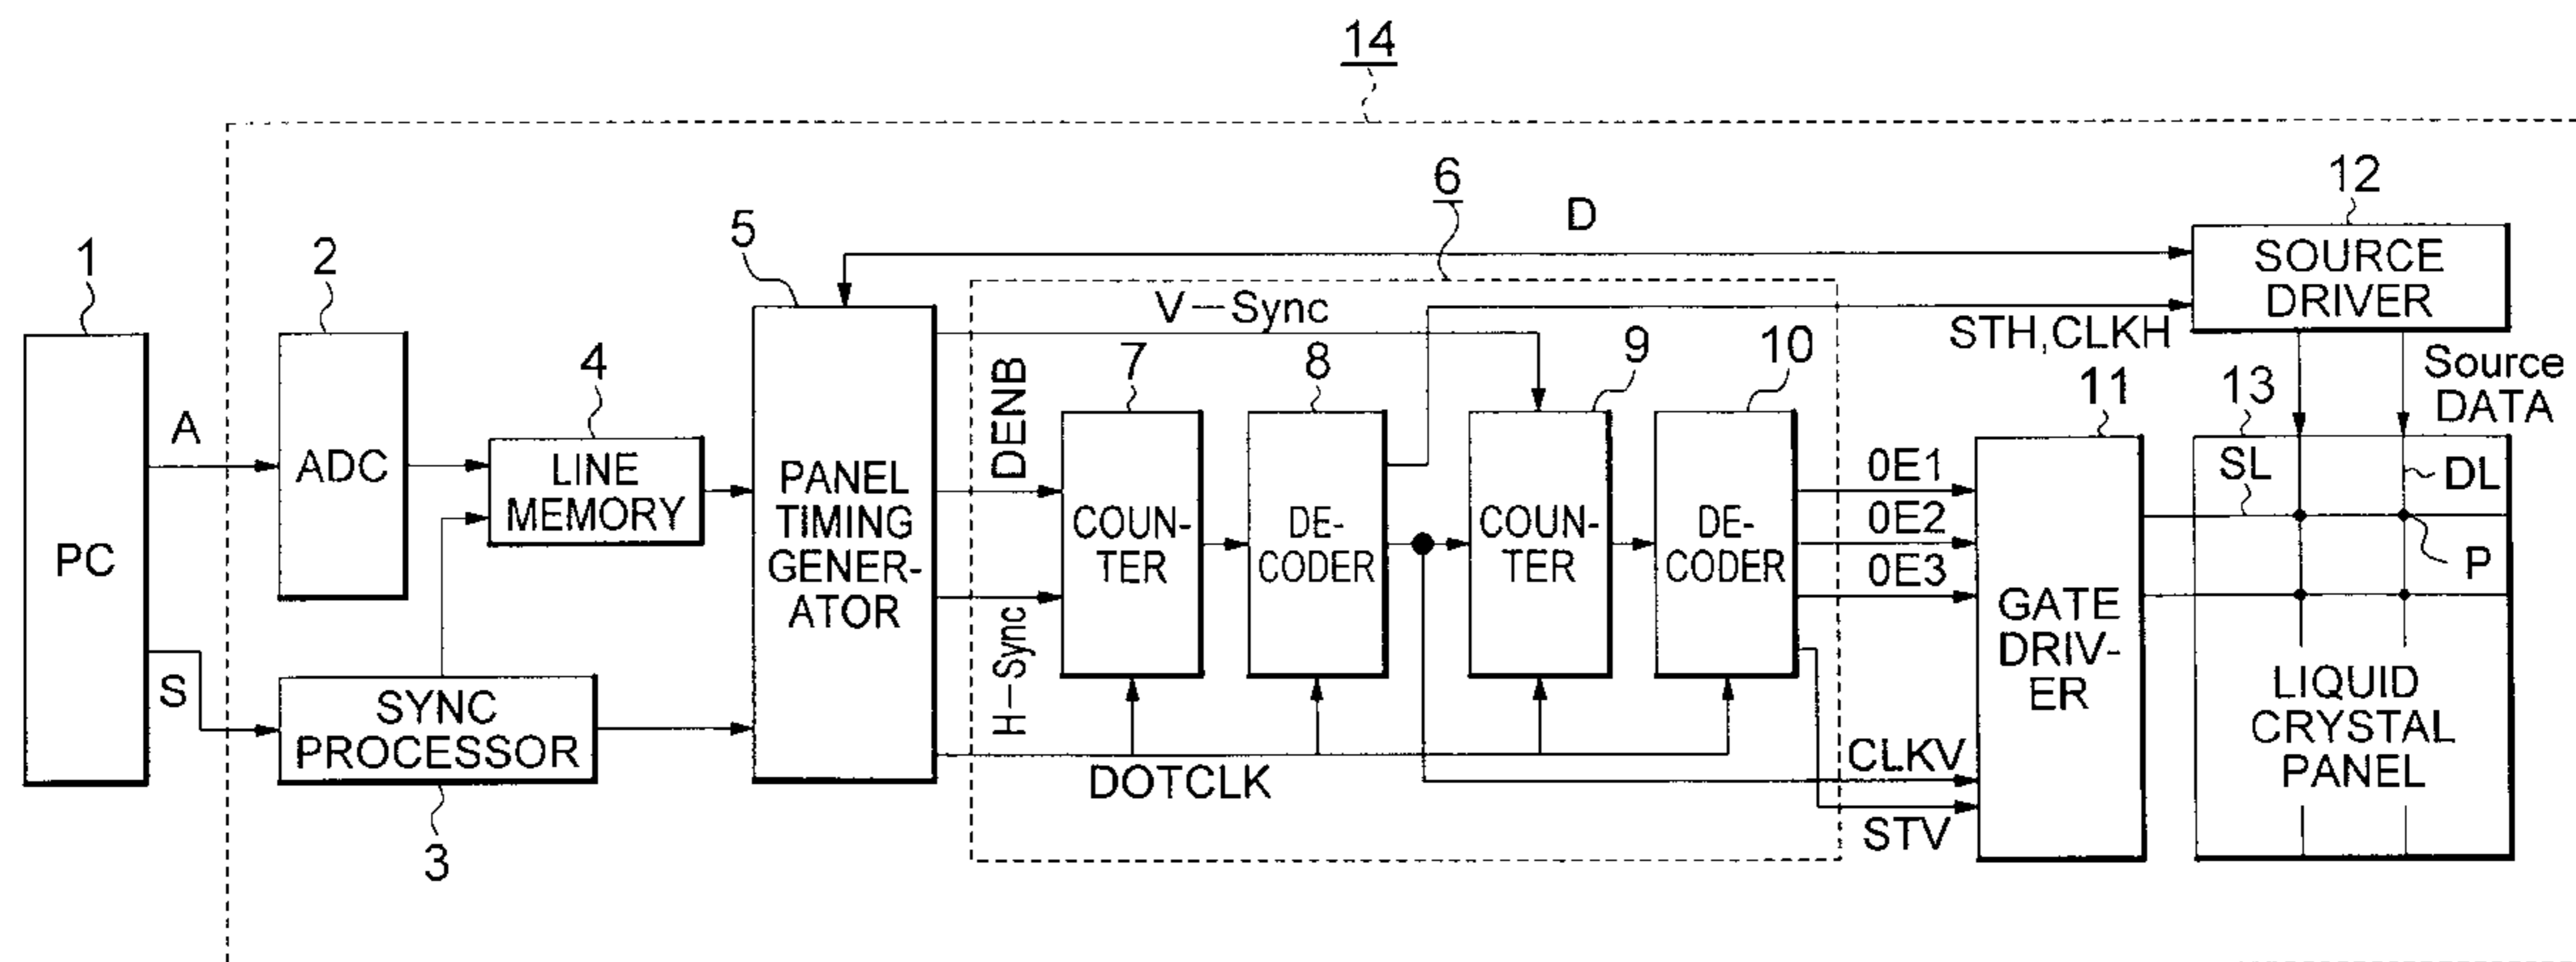 14
6
12
D
5
SOURCE
DRIVER
1
2
V-Sync
STH,CLKH
4
7
8
9
10
Source
DATA
11
13
DENB
A
ADC
LINE
MEMORY
PANEL
TIMING
GENER-
ATOR
COUN-
TER
DE-
CODER
COUN-
TER
DE-
CODER
0E1
0E2
0E3
SL
DL
P
PC
GATE
DRIV-
ER
H-Sync
S
SYNC
PROCESSOR
LIQUID
CRYSTAL
PANEL
DOTCLK
CLKV
STV
3